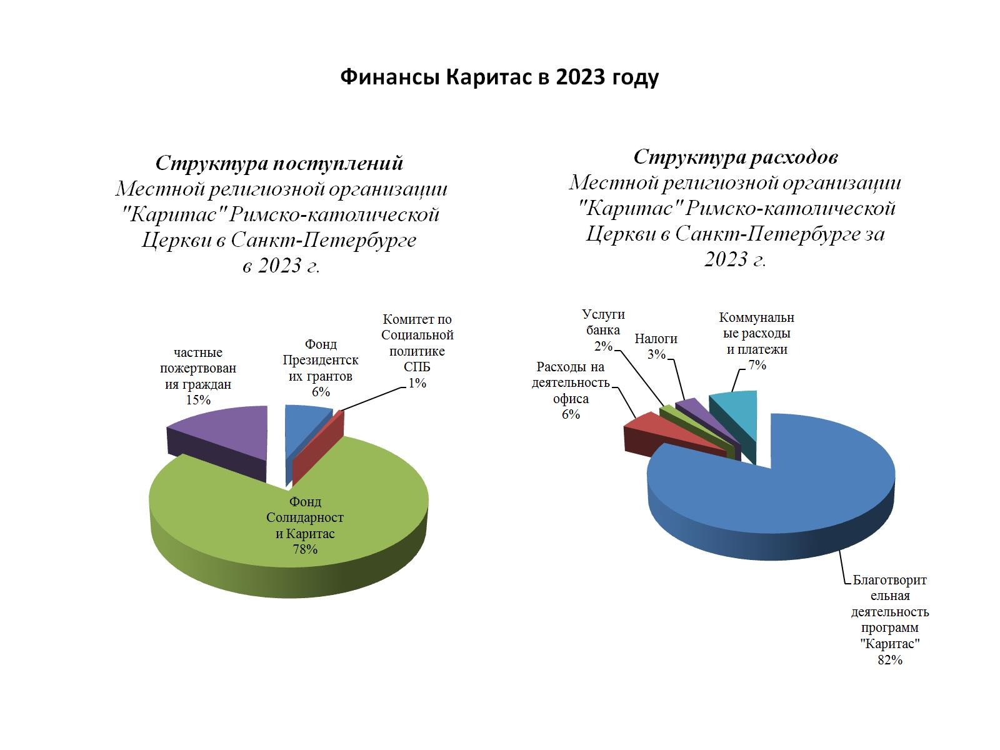 Финансы Каритас в 2023 году
Структура поступлений
Местной религиозной организации
"Каритас" Римско-католической
Церкви в Санкт-Петербурге
в 2023 г.
частные
пожертвован
ия граждан
15%
Фонд
Президентск
их грантов
6%
Комитет по
Социальной
политике
СПБ
1%
Фонд
Солидарност
и Каритас
78%
Структура расходов
Местной религиозной организации
"Каритас" Римско-католической
Церкви в Санкт-Петербурге за
2023 г.
Расходы на
деятельность
офиса
6%
Услуги
банка
2%
Налоги
3%
Коммунальн
ые расходы
и платежи
7%
Благотворит
ельная
деятельность
программ
"Каритас"
82%